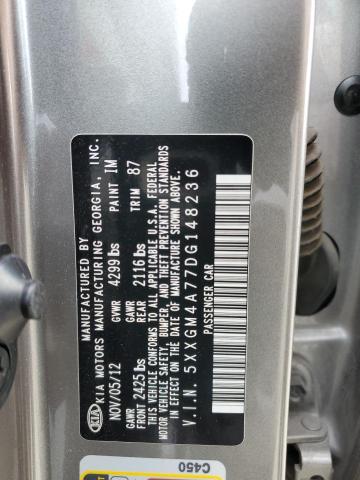 MANUFACTURED BY
KIA KIA MOTORS MANUFACTURING GEORGIA, INC.
NOV/05/12 GVWR 4299 lbs PAINT IM
GAWR FRONT 2425 lbs GAWR REAR 2116 lbs TRIM 87
THIS VEHICLE CONFORMS TO ALL APPLICABLE U.S.A. FEDERAL
MOTOR VEHICLE SAFETY, BUMPER, AND THEFT PREVENTION STANDARDS
IN EFFECT ON THE DATE OF MANUFACTURE SHOWN ABOVE.
V.I.N. 5XXGM4A77DG148236
PASSENGER CAR
C450